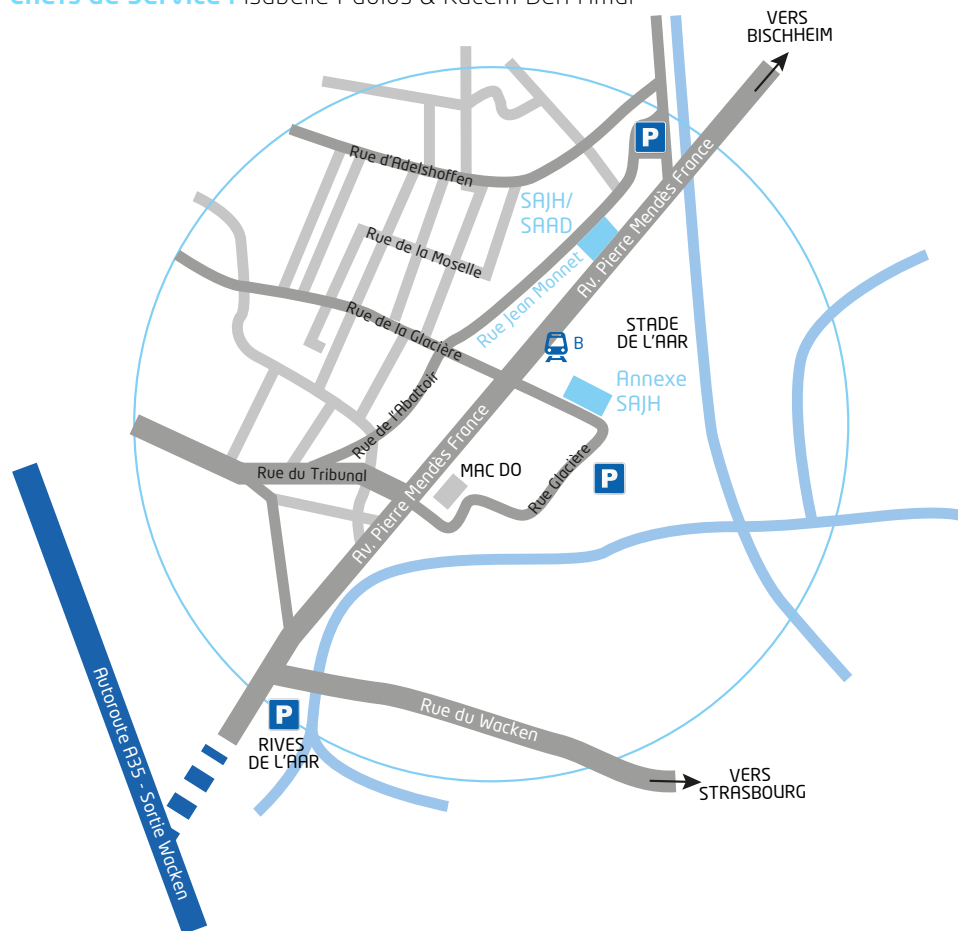 VERS
BISCHHEIM
P
Rue d'Adelshoffen
Av. Pierre Mendès France
SAJH/
SAAD
Rue de la Moselle
Rue Jean Monnet
Rue de la Glacière
STADE
DE L'AAR
B
Annexe
SAJH
Rue de l'Abattoir
Av. Pierre Mendès France
Rue du Tribunal
MAC DO
Rue Glacière
P
Autoroute A35 - Sortie Wacken
P
RIVES
DE L'AAR
Rue du Wacken
VERS
STRASBOURG